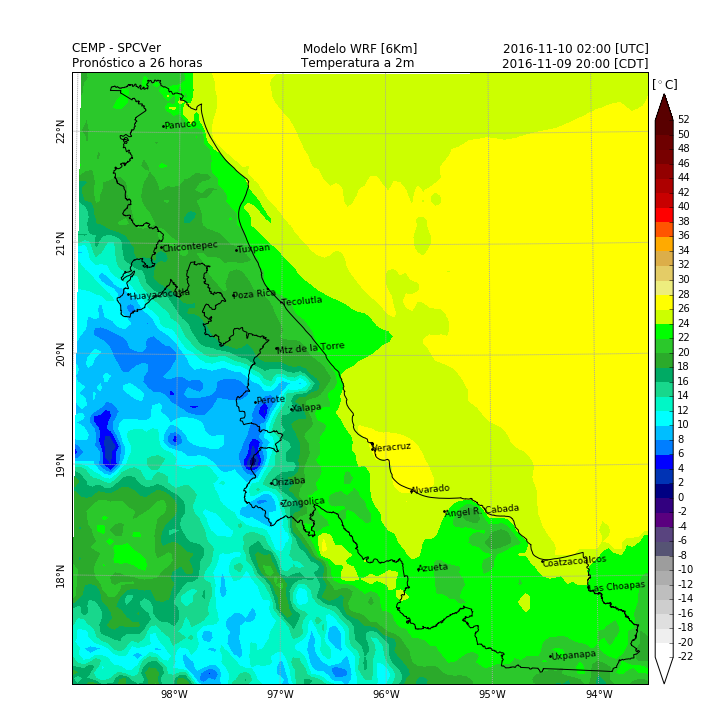 CEMP - SPCVer Modelo WRF [6Km] 2016-11-10 02:00 [UTC]
Pronóstico a 26 horas Temperatura a 2m 2016-11-09 20:00 [CDT]
[°C]
52
50
48
46
44
42
40
38
36
34
32
30
28
26
24
22
20
18
16
14
12
10
8
6
4
2
0
-2
-4
-6
-8
-10
-12
-14
-16
-18
-20
-22
22°N
21°N
20°N
19°N
18°N
Panuco
Chicontepec
Tuxpan
Huayacocotla
Poza Rica
Tecolutla
Mtz de la Torre
Perote
Xalapa
Veracruz
Orizaba
Alvarado
Zongolica
Angel R. Cabada
Azueta
Coatzacoalcos
Las Choapas
Uxpanapa
98°W 97°W 96°W 95°W 94°W